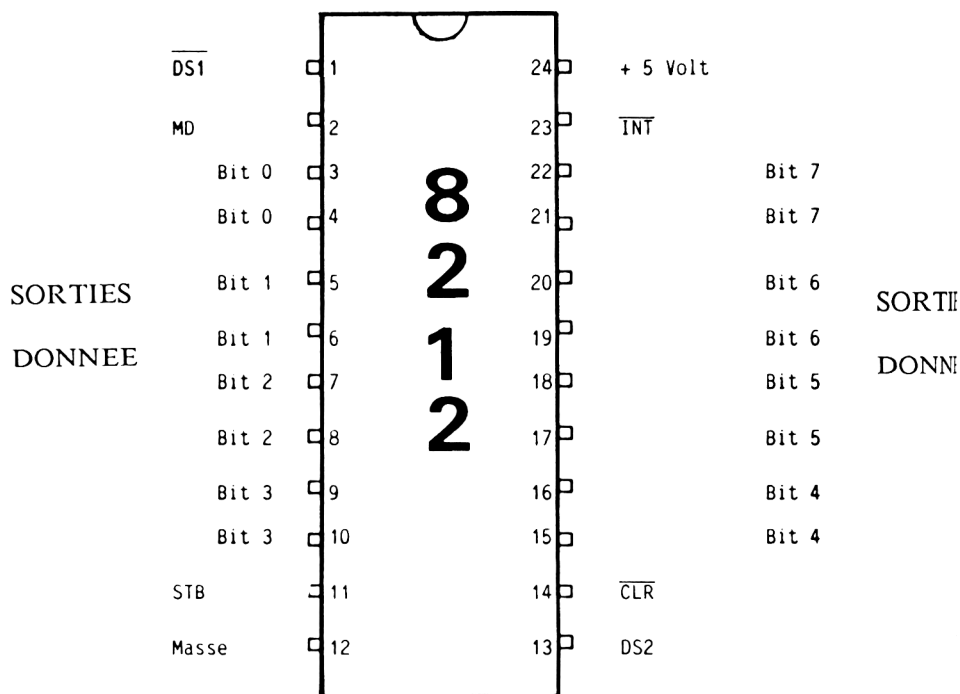 DS1 1 24 + 5 Volt
MD 2 23 INT
Bit 0 3 22 Bit 7
Bit 0 4 21 Bit 7
Bit 1 5 20 Bit 6
Bit 1 6 19 Bit 6
Bit 2 7 18 Bit 5
Bit 2 8 17 Bit 5
Bit 3 9 16 Bit 4
Bit 3 10 15 Bit 4
STB 11 14 CLR
Masse 12 13 DS2
8
2
1
2
SORTIES
DONNEE